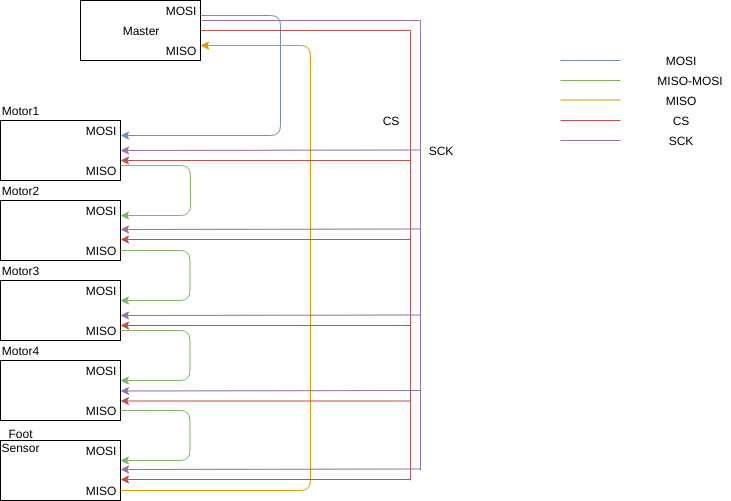 MOSI
Master
MISO
MOSI
MISO-MOSI
MISO
CS
SCK
Motor1
MOSI
CS
SCK
MISO
Motor2
MOSI
MISO
Motor3
MOSI
MISO
Motor4
MOSI
MISO
Foot
Sensor
MOSI
MISO